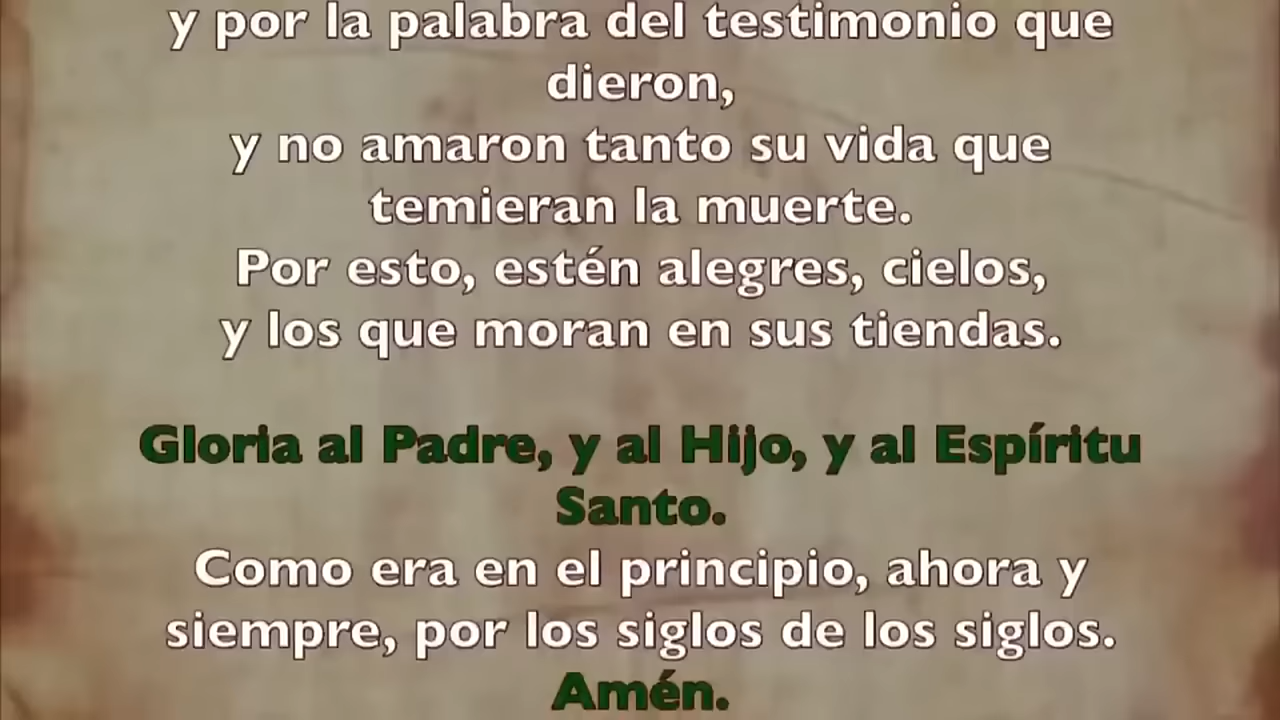 y por la palabra del testimonio que
dieron,
y no amaron tanto su vida que
temieran la muerte.
Por esto, estén alegres, cielos,
y los que moran en sus tiendas.
Gloria al Padre, y al Hijo, y al Espíritu
Santo.
Como era en el principio, ahora y
siempre, por los siglos de los siglos.
Amén.